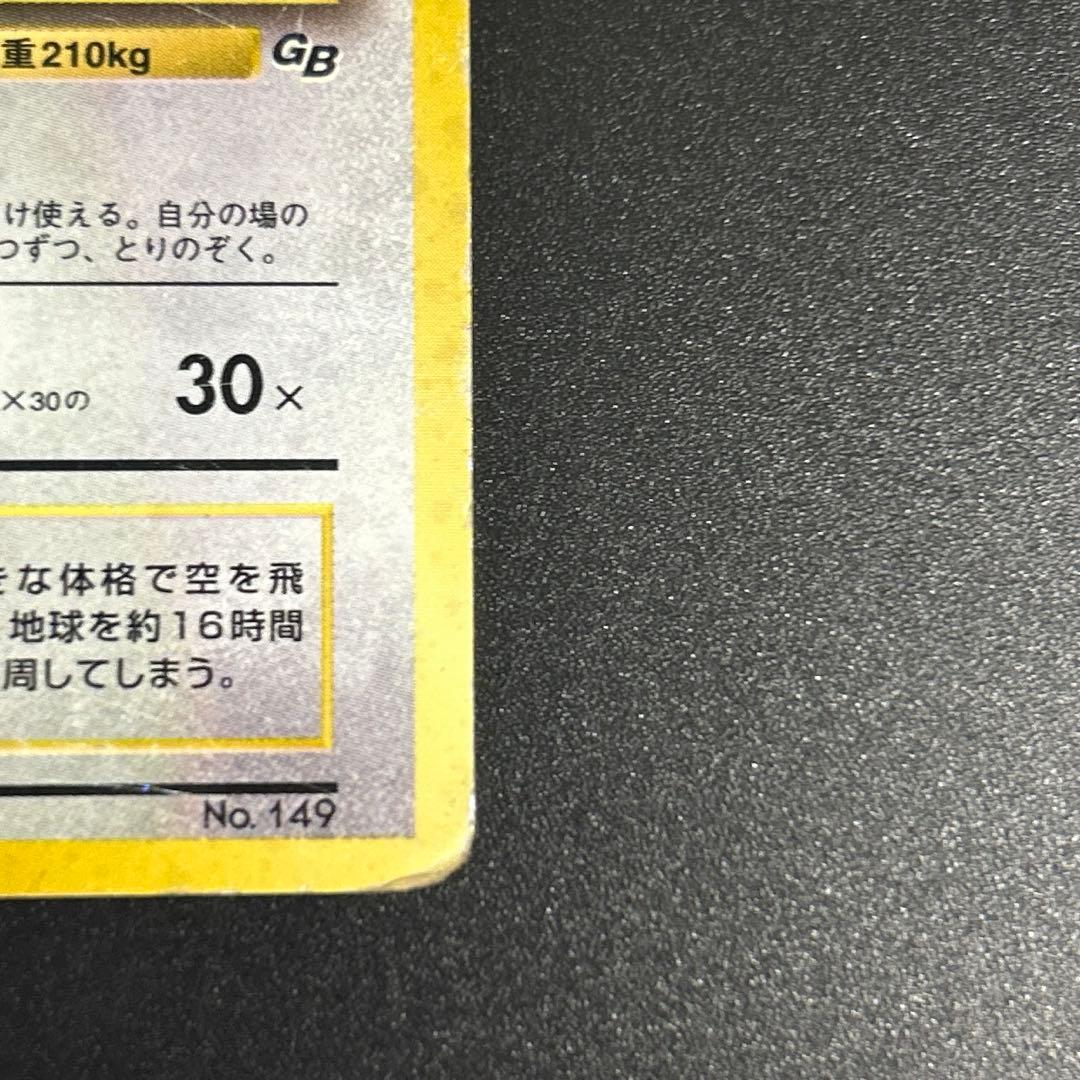 重210kg GB
け使える。自分の場の
つずつ、とりのぞく。
×30の 30×
きな体格で空を飛
地球を約16時間
周してしまう。
No. 149